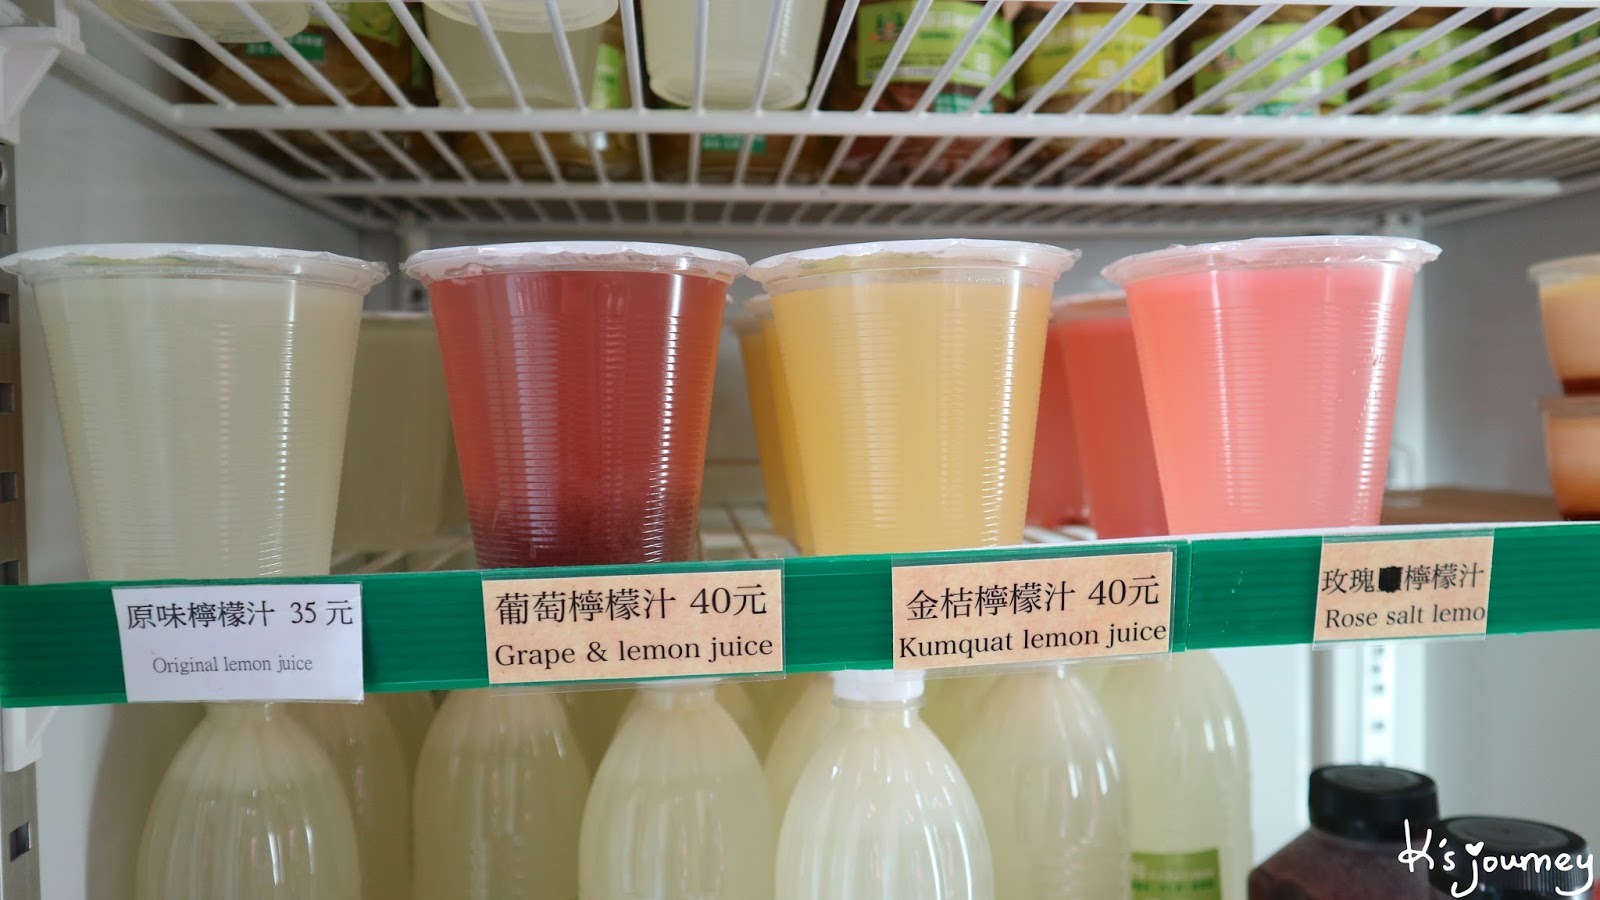 原味檸檬汁 35 元
Original lemon juice
葡萄檸檬汁 40元
Grape & lemon juice
金桔檸檬汁 40元
Kumquat lemon juice
玫瑰檸檬汁
Rose salt lemo
K's journey